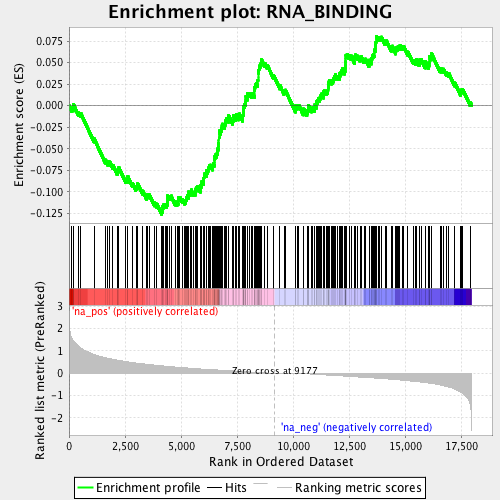 Enrichment plot: RNA_BINDING
Enrichment score (ES)
0.075
0.050
0.025
0.000
-0.025
-0.050
-0.075
-0.100
-0.125
Ranked list metric (PreRanked)
'na_pos' (positively correlated)
3
2
1
0
-1
-2
Zero cross at 9177
'na_neg' (negatively correlated)
0 2,500 5,000 7,500 10,000 12,500 15,000 17,500
Rank in Ordered Dataset
Enrichment profile Hits Ranking metric scores